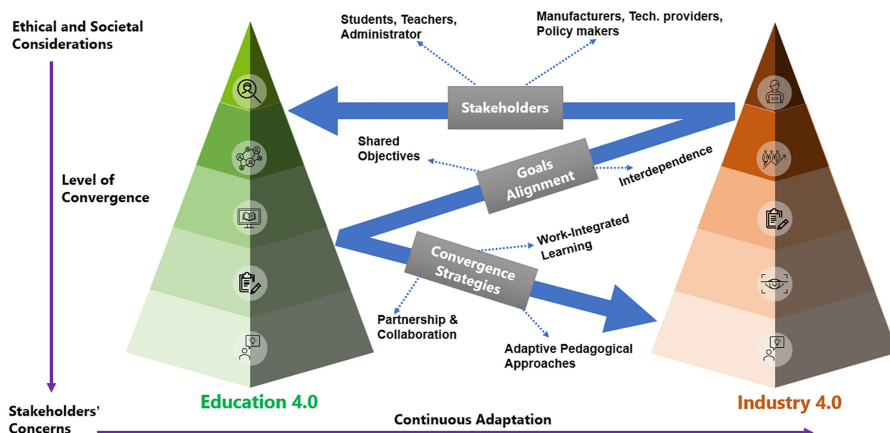 Ethical and Societal
Considerations
Students, Teachers,
Administrator
Manufacturers, Tech. providers,
Policy makers
Stakeholders
Shared
Objectives
Goals
Alignment
Interdependence
Level of
Convergence
Work-Integrated
Learning
Convergence
Strategies
Partnership &
Collaboration
Adaptive Pedagogical
Approaches
Education 4.0
Industry 4.0
Stakeholders'
Concerns
Continuous Adaptation